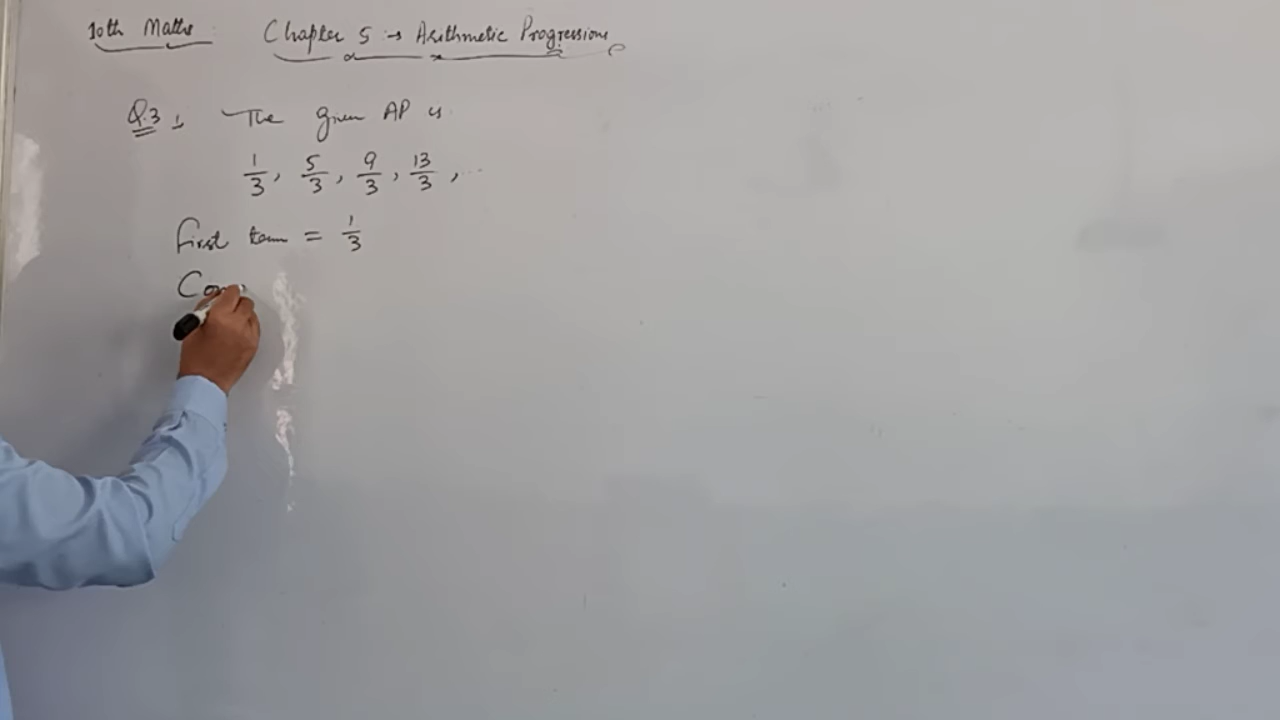 10th Maths Chapter 5 :→ Arithmetic Progressions
Q.3 :- The given AP is
1/3, 5/3, 9/3, 13/3, ...
First term = 1/3
Com